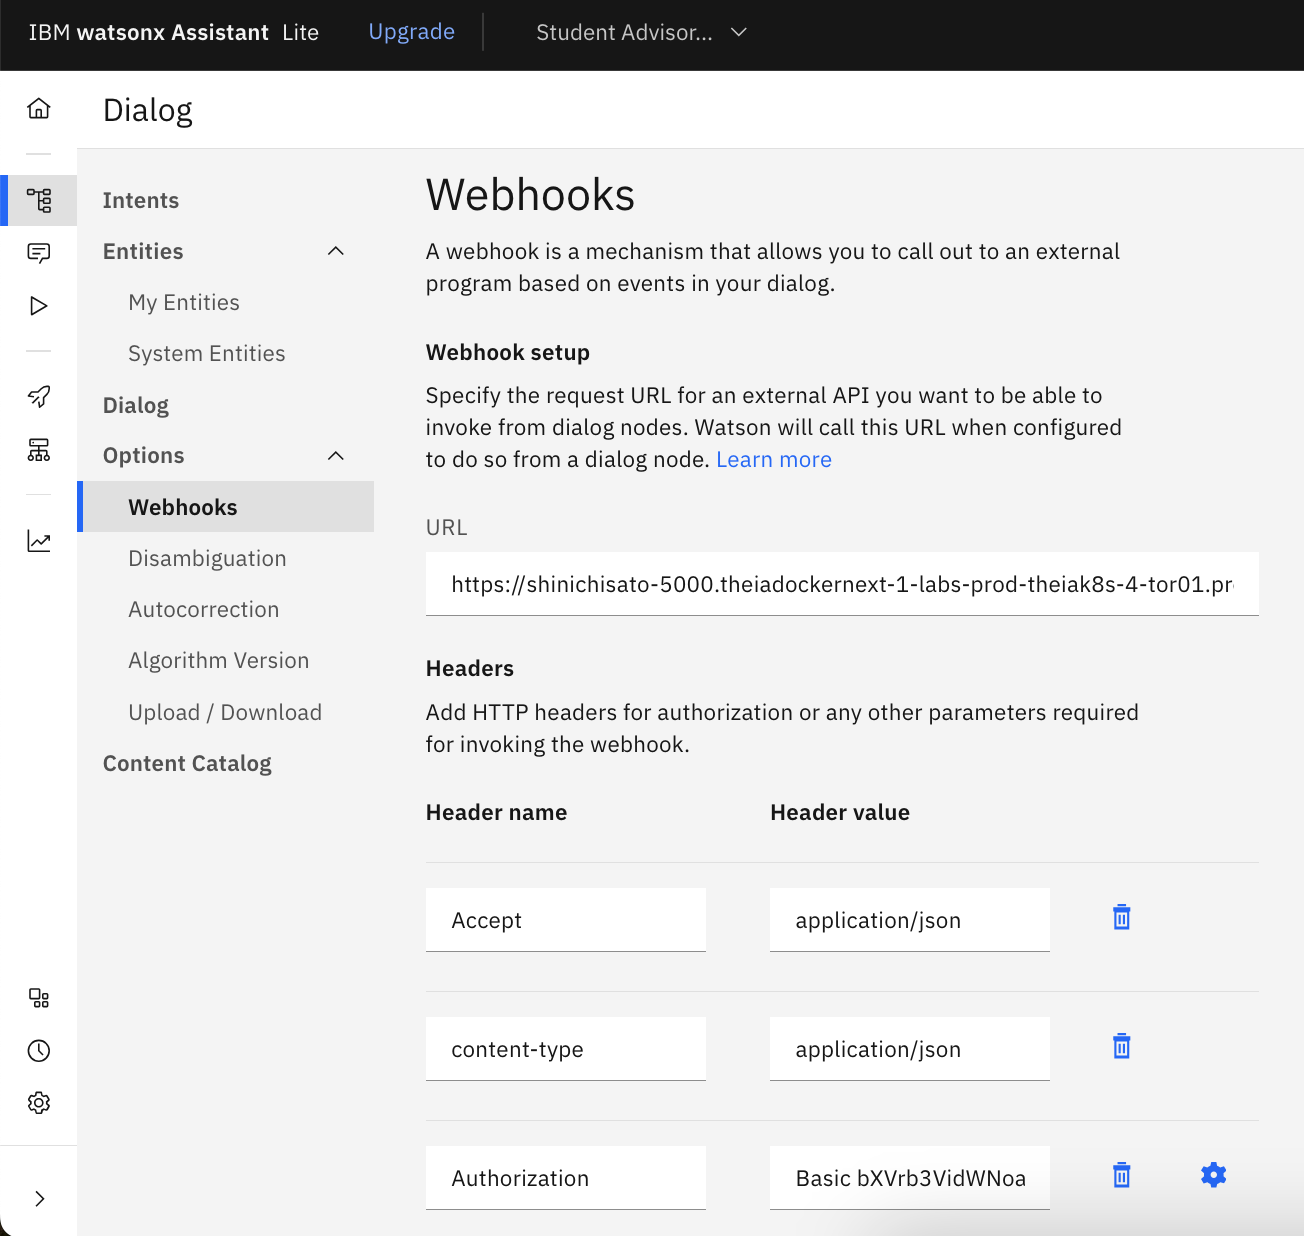 IBM watsonx Assistant Lite Upgrade Student Advisor...
Dialog
Intents
Entities
My Entities
System Entities
Dialog
Options
Webhooks
Disambiguation
Autocorrection
Algorithm Version
Upload / Download
Content Catalog
Webhooks
A webhook is a mechanism that allows you to call out to an external
program based on events in your dialog.
Webhook setup
Specify the request URL for an external API you want to be able to
invoke from dialog nodes. Watson will call this URL when configured
to do so from a dialog node. Learn more
URL
https://shinichisato-5000.theiadockernext-1-labs-prod-theiak8s-4-tor01.pr
Headers
Add HTTP headers for authorization or any other parameters required
for invoking the webhook.
Header name Header value
Accept application/json
content-type application/json
Authorization Basic bXVrb3VidWNoa